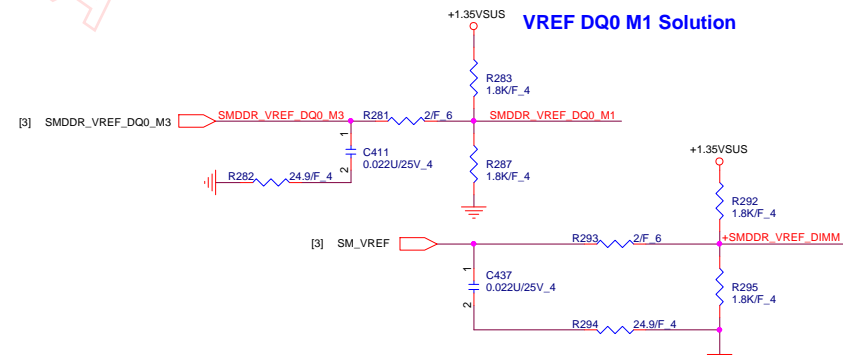 +1.35VSUS
VREF DQ0 M1 Solution
R283
1.8K/F_4
[3] SMDDR_VREF_DQ0_M3 SMDDR_VREF_DQ0_M3 R281 2/F_6 SMDDR_VREF_DQ0_M1
1
C411
0.022U/25V_4
2
R287
1.8K/F_4
R282 24.9/F_4
+1.35VSUS
R292
1.8K/F_4
[3] SM_VREF R293 2/F_6 +SMDDR_VREF_DIMM
1
C437
0.022U/25V_4
2
R295
1.8K/F_4
R294 24.9/F_4